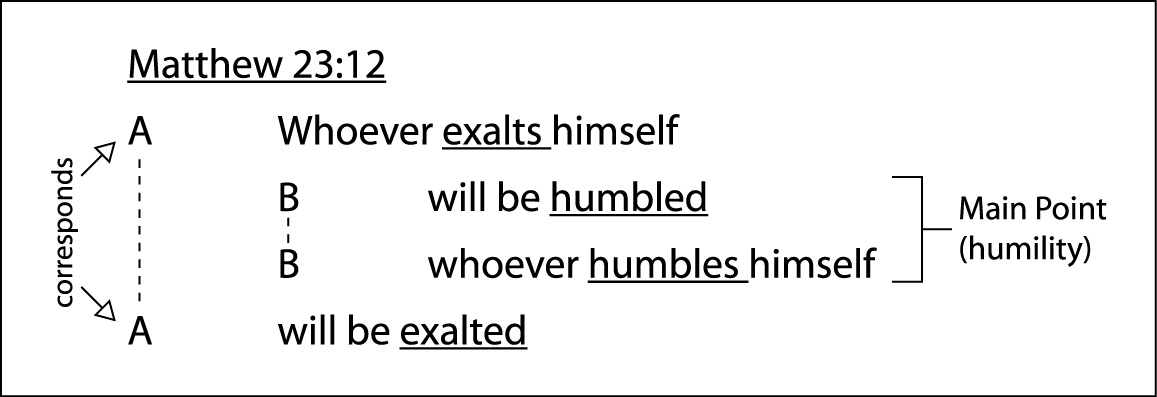 Matthew 23:12
A Whoever exalts himself
B will be humbled
B whoever humbles himself
A will be exalted
corresponds
Main Point
(humility)